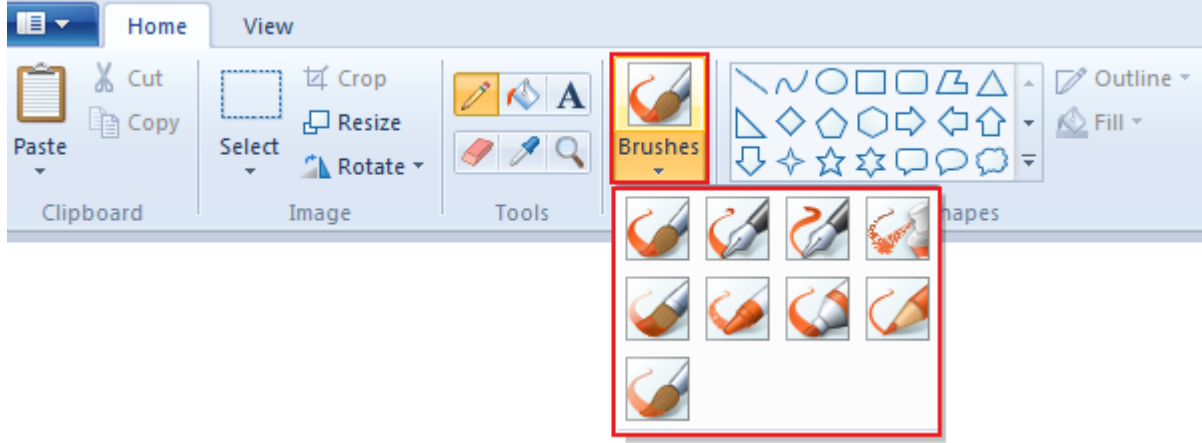 Home View
Cut
Copy
Paste
Clipboard
Select
Crop
Resize
Rotate
Image
A
Tools
Brushes
hapes
Outline
Fill